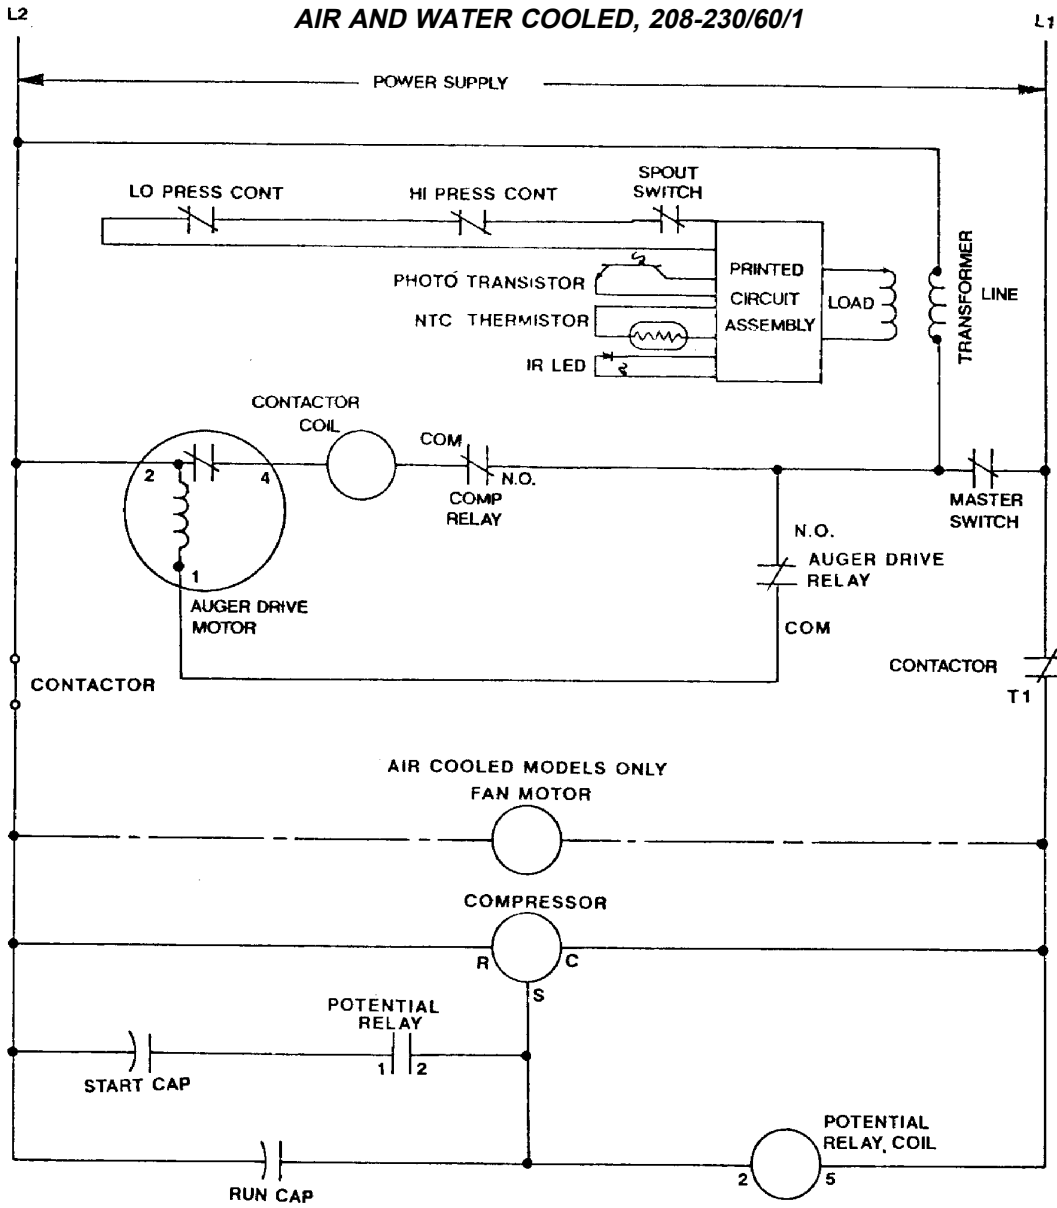 AIR AND WATER COOLED, 208-230/60/1
L2
L1
POWER SUPPLY
LO PRESS CONT
HI PRESS CONT
SPOUT
SWITCH
PHOTO TRANSISTOR
NTC THERMISTOR
IR LED
PRINTED
CIRCUIT
ASSEMBLY
LOAD
TRANSFORMER
LINE
CONTACTOR
COIL
2
4
1
COM
N.O.
COMP
RELAY
MASTER
SWITCH
N.O.
AUGER DRIVE
RELAY
COM
AUGER DRIVE
MOTOR
CONTACTOR
CONTACTOR
T1
AIR COOLED MODELS ONLY
FAN MOTOR
COMPRESSOR
R
C
S
POTENTIAL
RELAY
1
2
START CAP
RUN CAP
POTENTIAL
RELAY, COIL
2
5